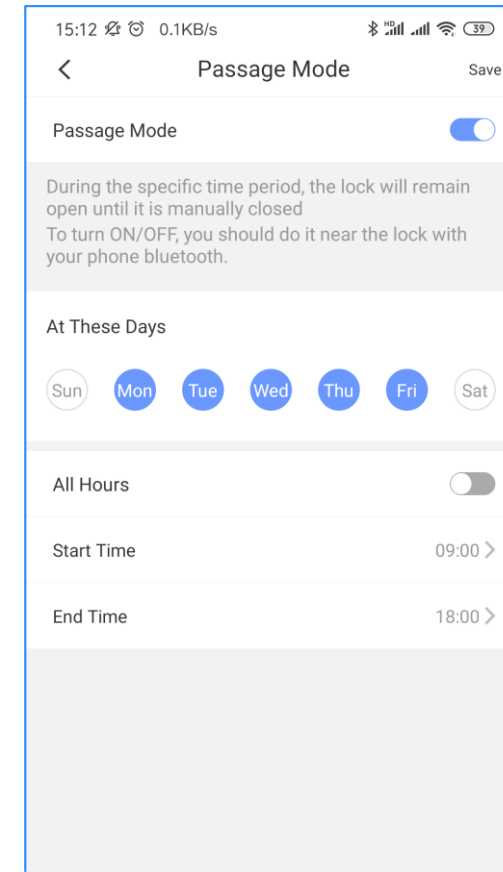 15:12 0.1KB/s HD 39
Passage Mode Save
Passage Mode
During the specific time period, the lock will remain
open until it is manually closed
To turn ON/OFF, you should do it near the lock with
your phone bluetooth.
At These Days
Sun Mon Tue Wed Thu Fri Sat
All Hours
Start Time 09:00
End Time 18:00